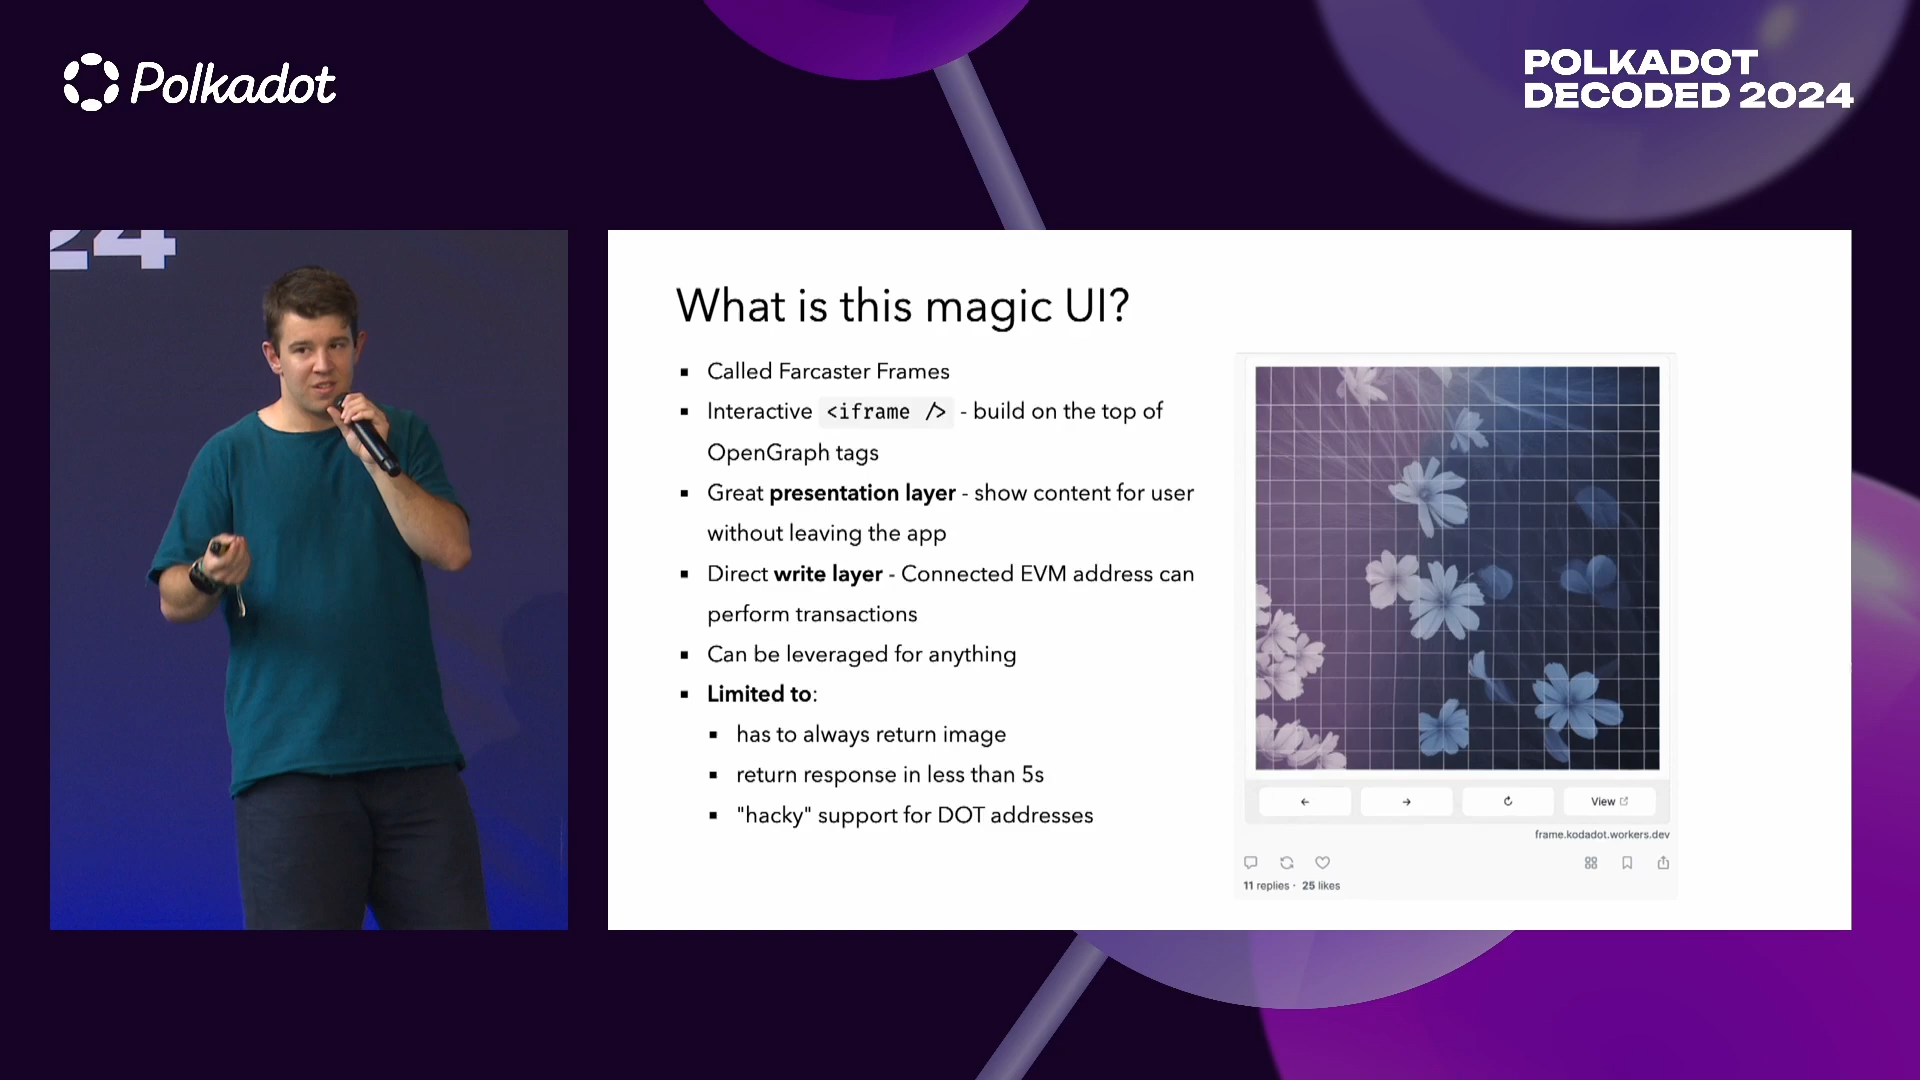 Polkadot
POLKADOT
DECODED 2024
24
What is this magic UI?
▪ Called Farcaster Frames
▪ Interactive <iframe /> - build on the top of
OpenGraph tags
▪ Great presentation layer - show content for user
without leaving the app
▪ Direct write layer - Connected EVM address can
perform transactions
▪ Can be leveraged for anything
▪ Limited to:
▪ has to always return image
▪ return response in less than 5s
▪ "hacky" support for DOT addresses
← → ↻ View
frame.kodadot.workers.dev
11 replies · 25 likes